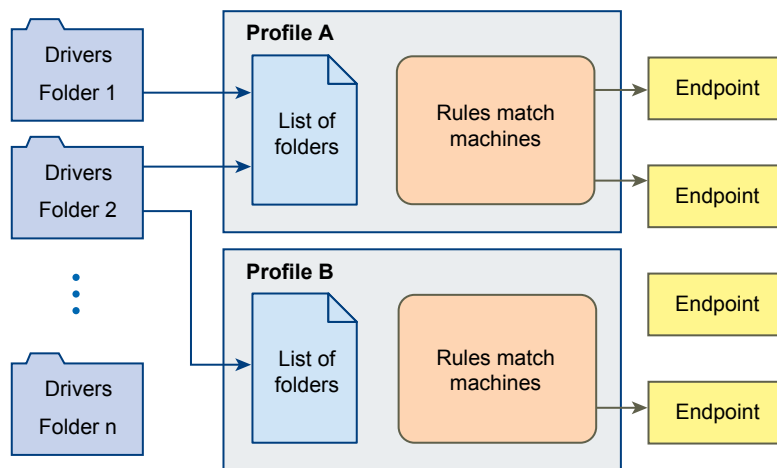 Drivers
Folder 1
Drivers
Folder 2
Drivers
Folder n
Profile A
List of
folders
Rules match
machines
Profile B
List of
folders
Rules match
machines
Endpoint
Endpoint
Endpoint
Endpoint